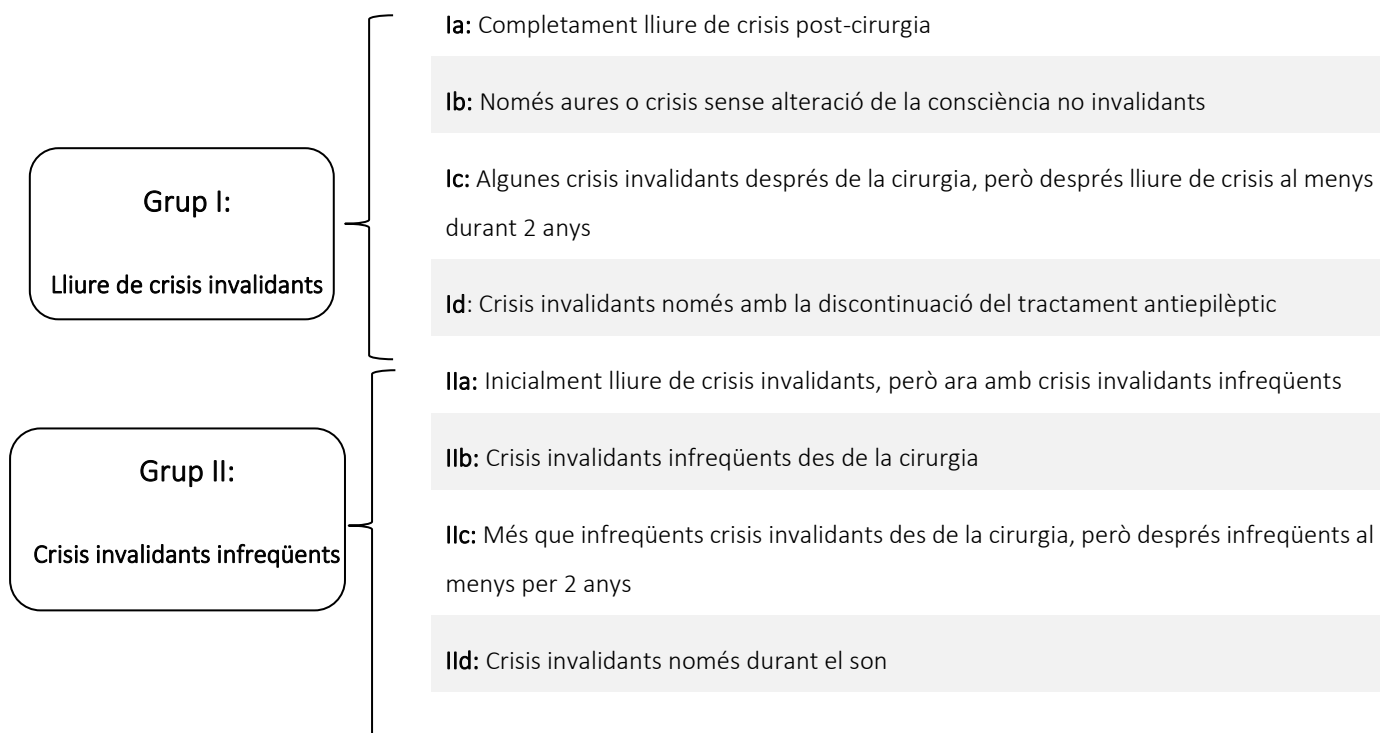 Ia: Completament lliure de crisis post-cirurgia
Ib: Només aures o crisis sense alteració de la consciència no invalidants
Grup I:
Lliure de crisis invalidants
Ic: Algunes crisis invalidants després de la cirurgia, però després lliure de crisis al menys
durant 2 anys
Id: Crisis invalidants només amb la discontinuació del tractament antiepilèptic
IIa: Inicialment lliure de crisis invalidants, però ara amb crisis invalidants infreqüents
Grup II:
Crisis invalidants infreqüents
IIb: Crisis invalidants infreqüents des de la cirurgia
IIc: Més que infreqüents crisis invalidants des de la cirurgia, però després infreqüents al
menys per 2 anys
IId: Crisis invalidants només durant el son